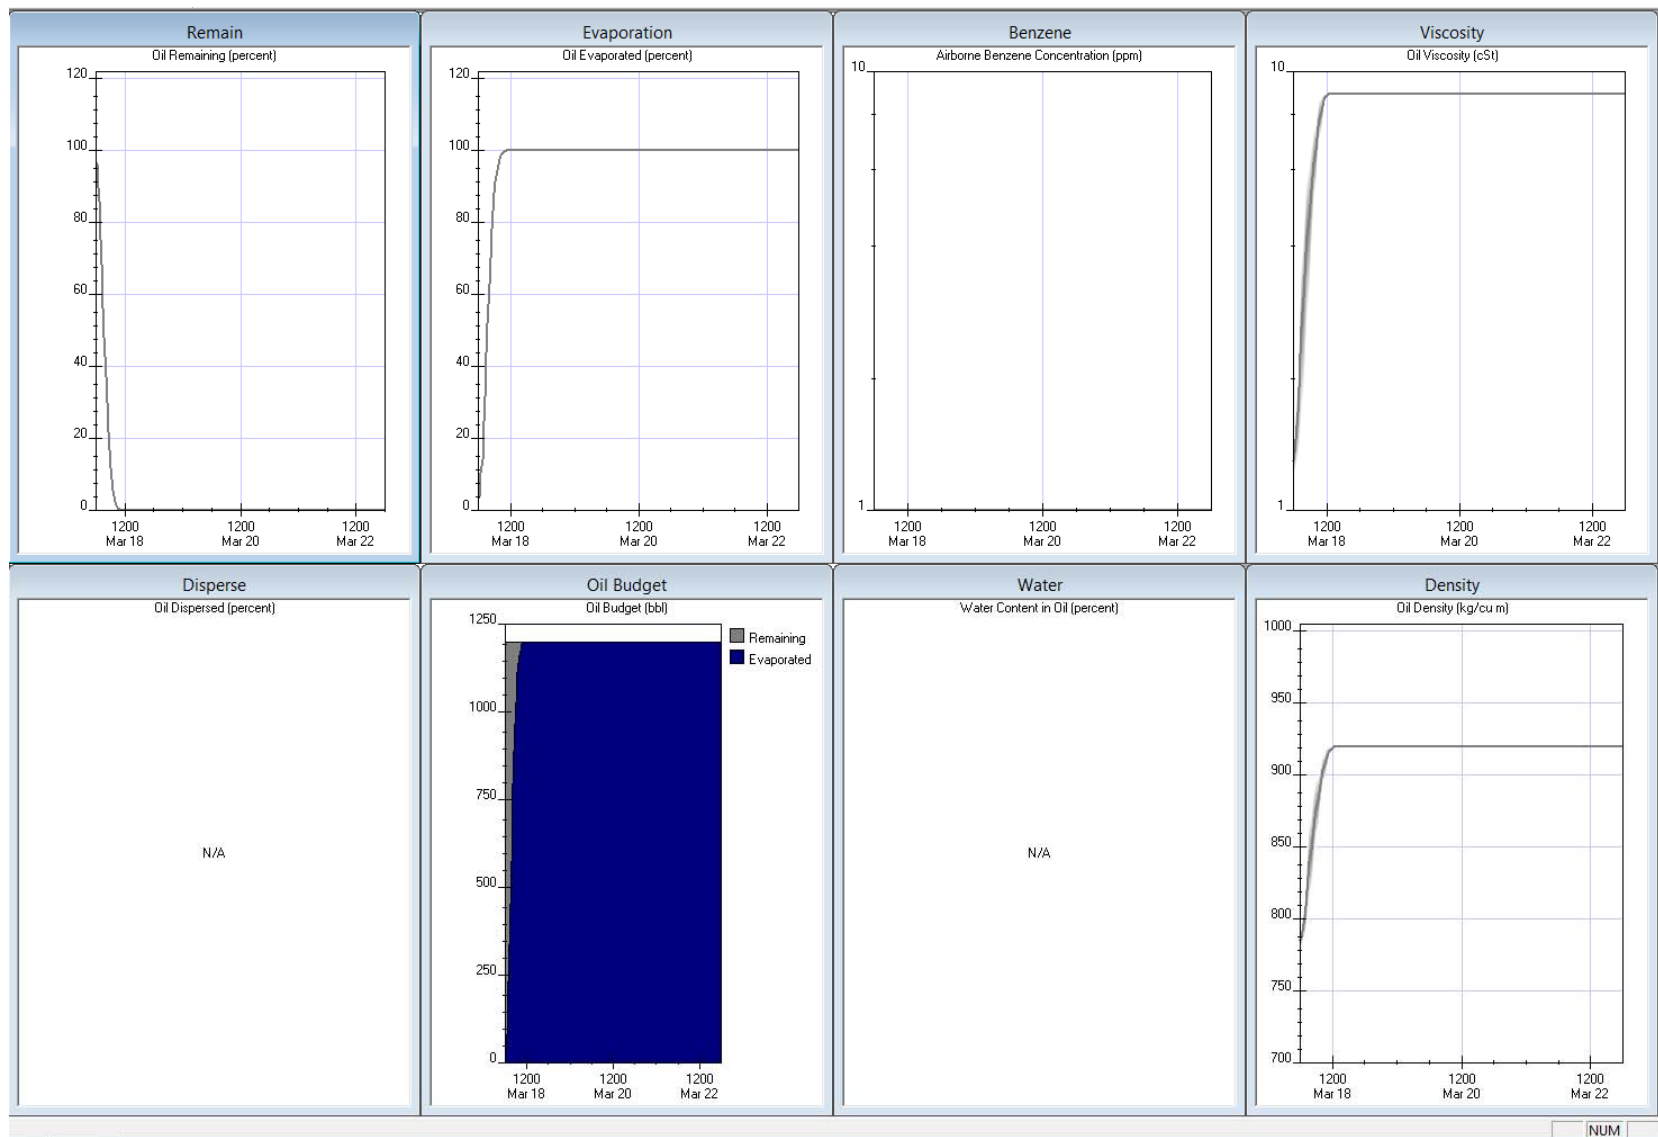 Remain
Oil Remaining (percent)
120
100
80
60
40
20
0
1200 1200 1200
Mar 18 Mar 20 Mar 22
Evaporation
Oil Evaporated (percent)
120
100
80
60
40
20
0
1200 1200 1200
Mar 18 Mar 20 Mar 22
Benzene
Airborne Benzene Concentration (ppm)
10
1
1200 1200 1200
Mar 18 Mar 20 Mar 22
Viscosity
Oil Viscosity (cSt)
10
1
1200 1200 1200
Mar 18 Mar 20 Mar 22
Disperse
Oil Dispersed (percent)
N/A
Oil Budget
Oil Budget (bbl)
1250
1000
750
500
250
0
Remaining
Evaporated
1200 1200 1200
Mar 18 Mar 20 Mar 22
Water
Water Content in Oil (percent)
N/A
Density
Oil Density (kg/cu m)
1000
950
900
850
800
750
700
1200 1200 1200
Mar 18 Mar 20 Mar 22
NUM